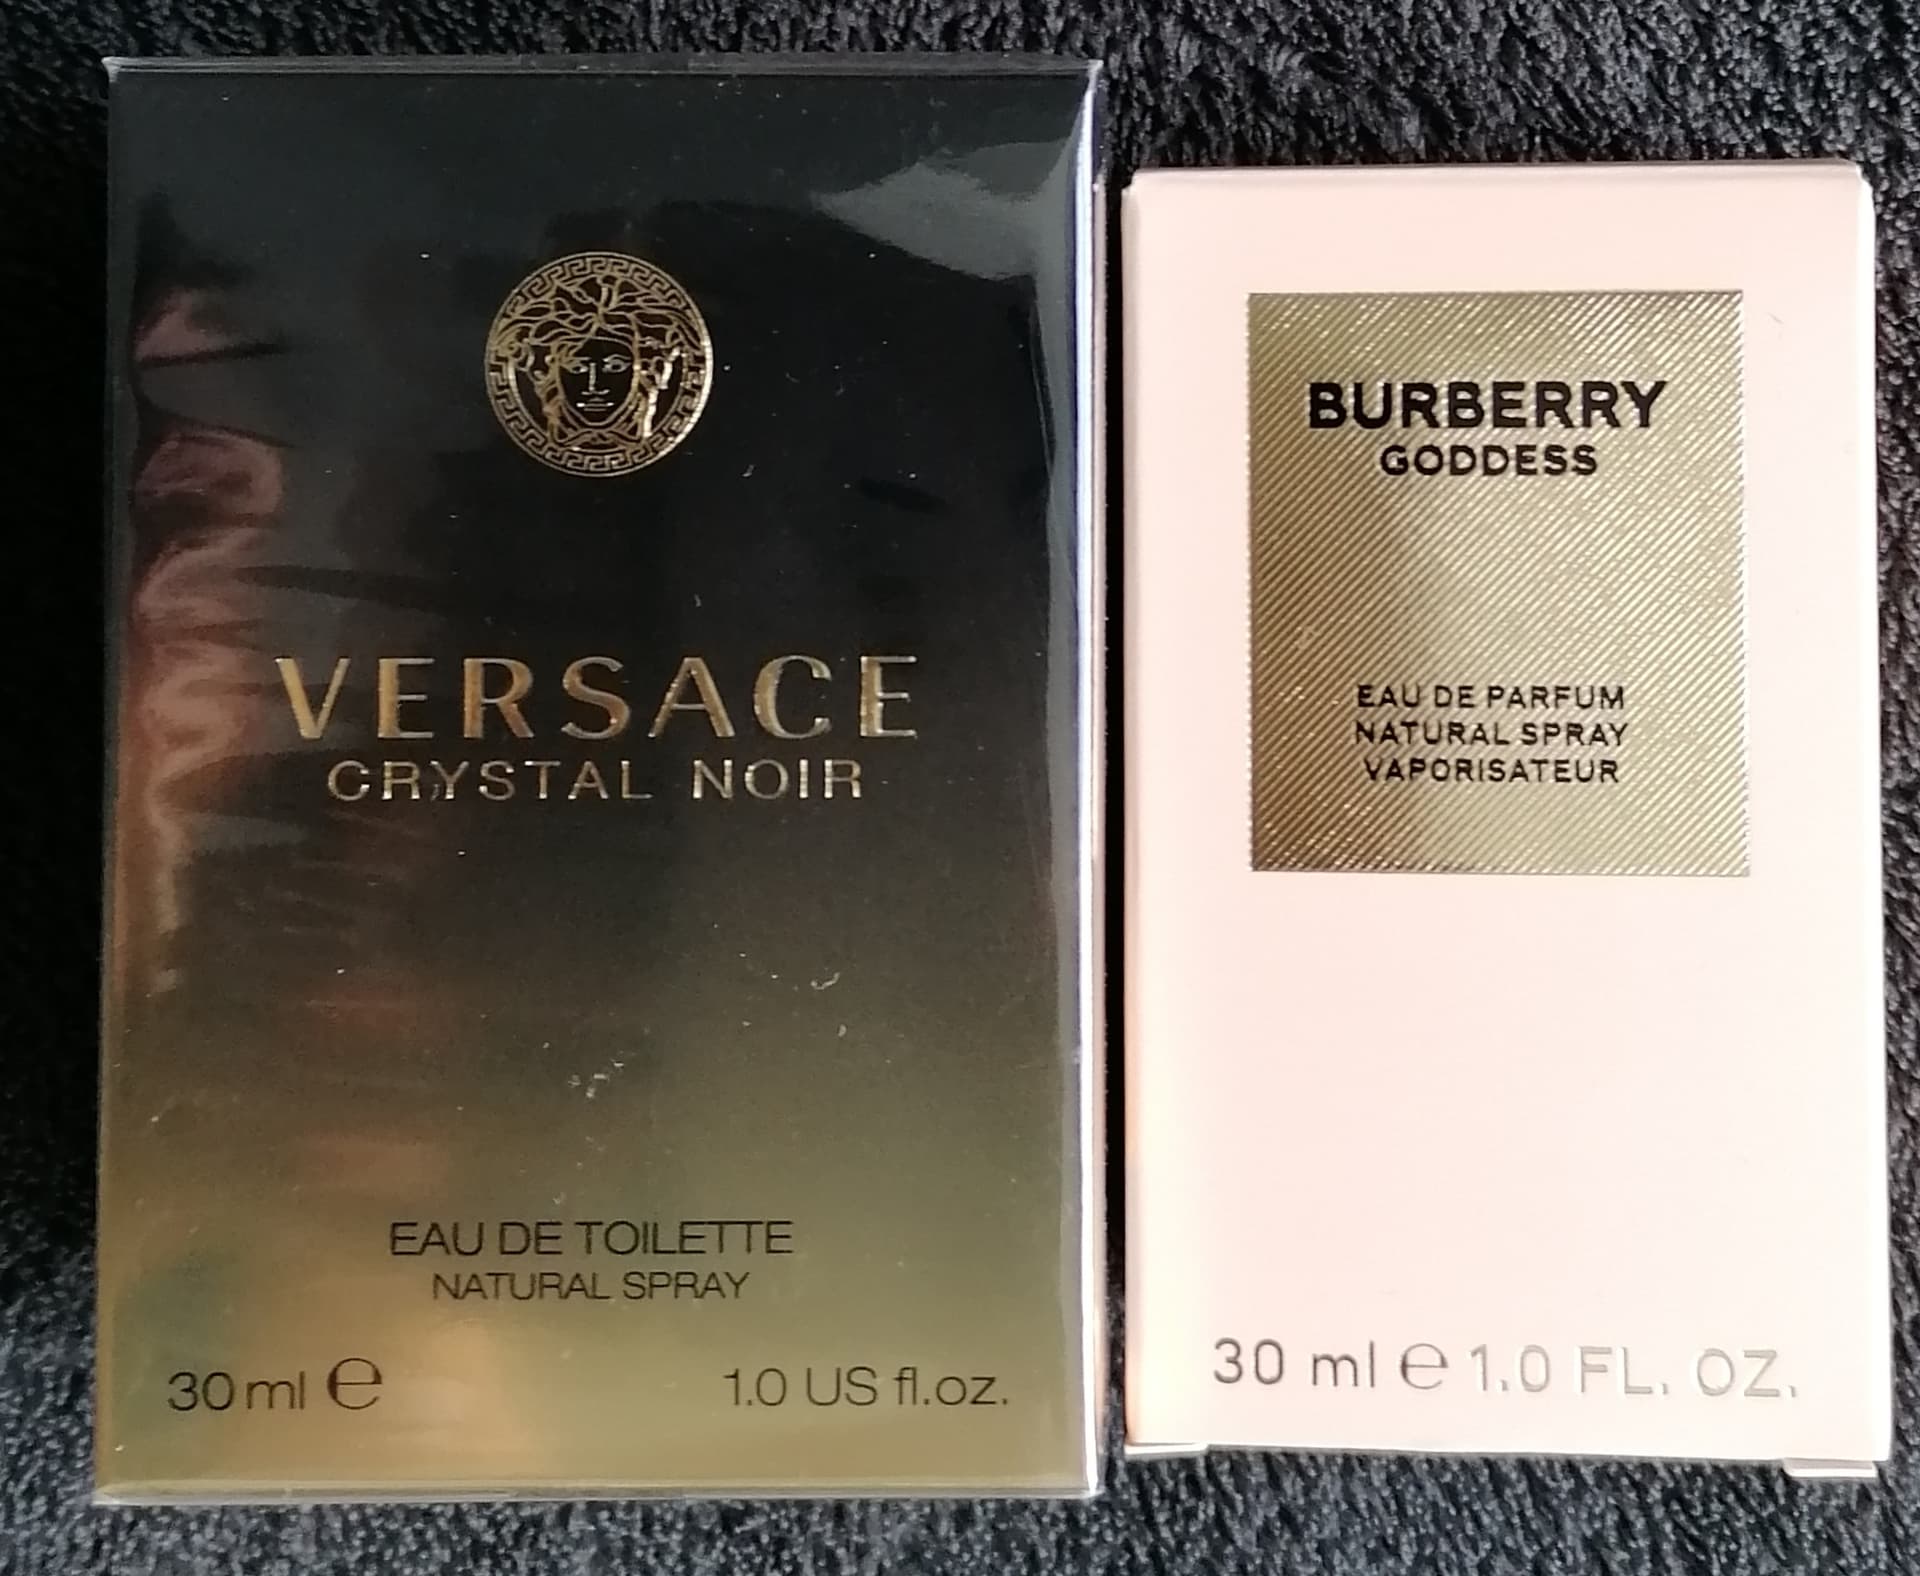 VERSACE
CRYSTAL NOIR
EAU DE TOILETTE
NATURAL SPRAY
30 ml ℮ 1.0 US fl.oz.
BURBERRY
GODDESS
EAU DE PARFUM
NATURAL SPRAY
VAPORISATEUR
30 ml ℮ 1.0 FL. OZ.